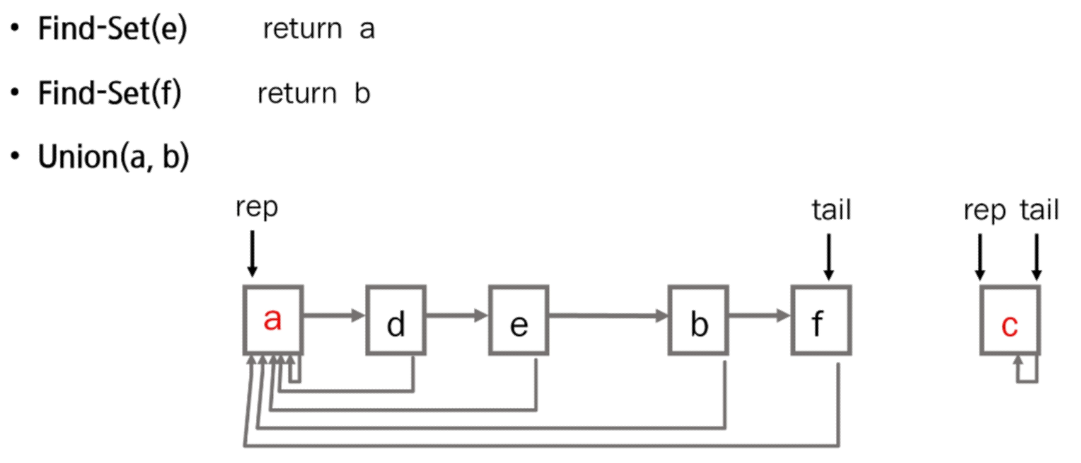 • Find-Set(e) return a
• Find-Set(f) return b
• Union(a, b)
rep tail rep tail
a d e b f c